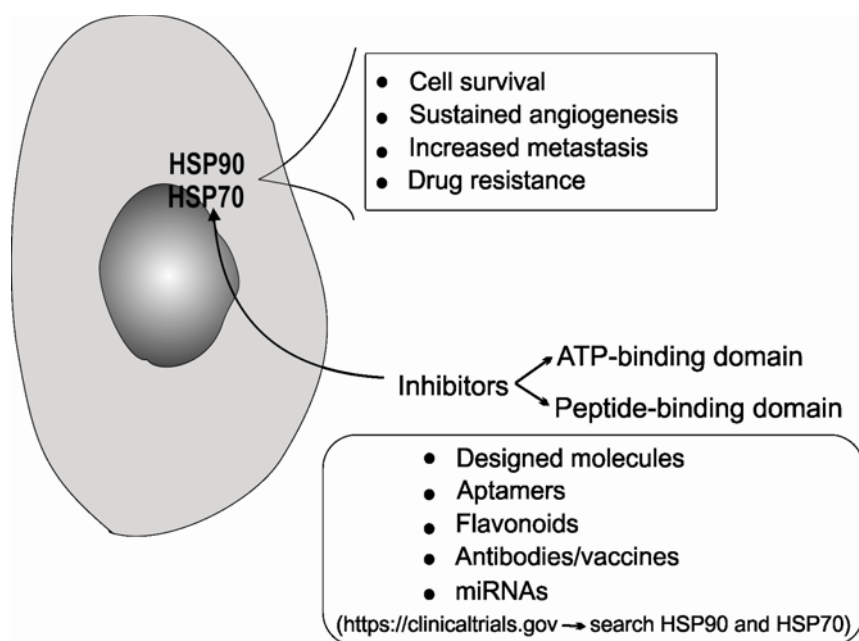 HSP90
HSP70
● Cell survival
● Sustained angiogenesis
● Increased metastasis
● Drug resistance
Inhibitors
ATP-binding domain
Peptide-binding domain
● Designed molecules
● Aptamers
● Flavonoids
● Antibodies/vaccines
● miRNAs
(https://clinicaltrials.gov → search HSP90 and HSP70)